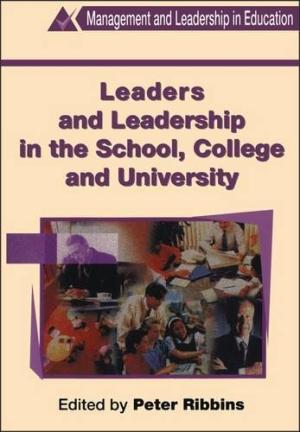 Management and Leadership in Education
Leaders
and Leadership
in the School, College
and University
Edited by Peter Ribbins